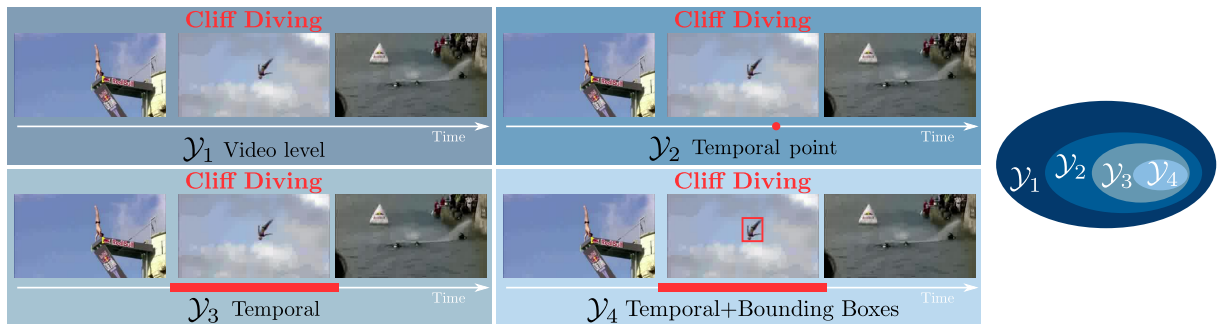 Cliff Diving
Time
𝒴1 Video level
Cliff Diving
Time
𝒴2 Temporal point
Cliff Diving
Time
𝒴3 Temporal
Cliff Diving
Time
𝒴4 Temporal+Bounding Boxes
𝒴1 𝒴2 𝒴3 𝒴4